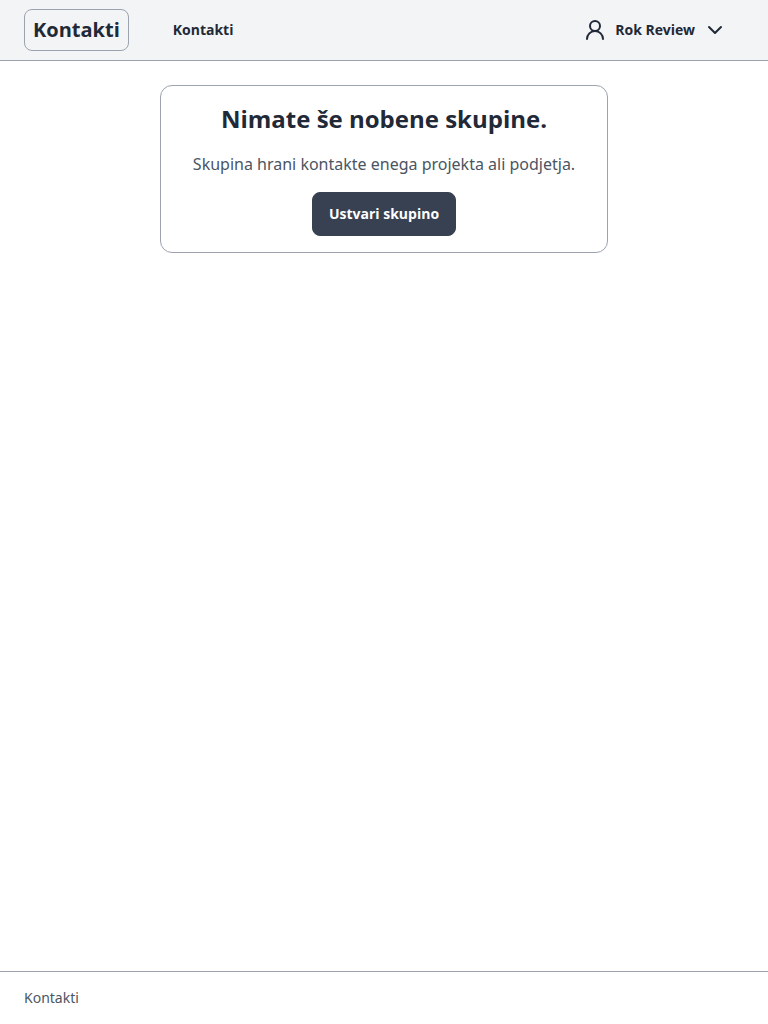 Kontakti
Kontakti
Rok Review
Nimate še nobene skupine.
Skupina hrani kontakte enega projekta ali podjetja.
Ustvari skupino
Kontakti